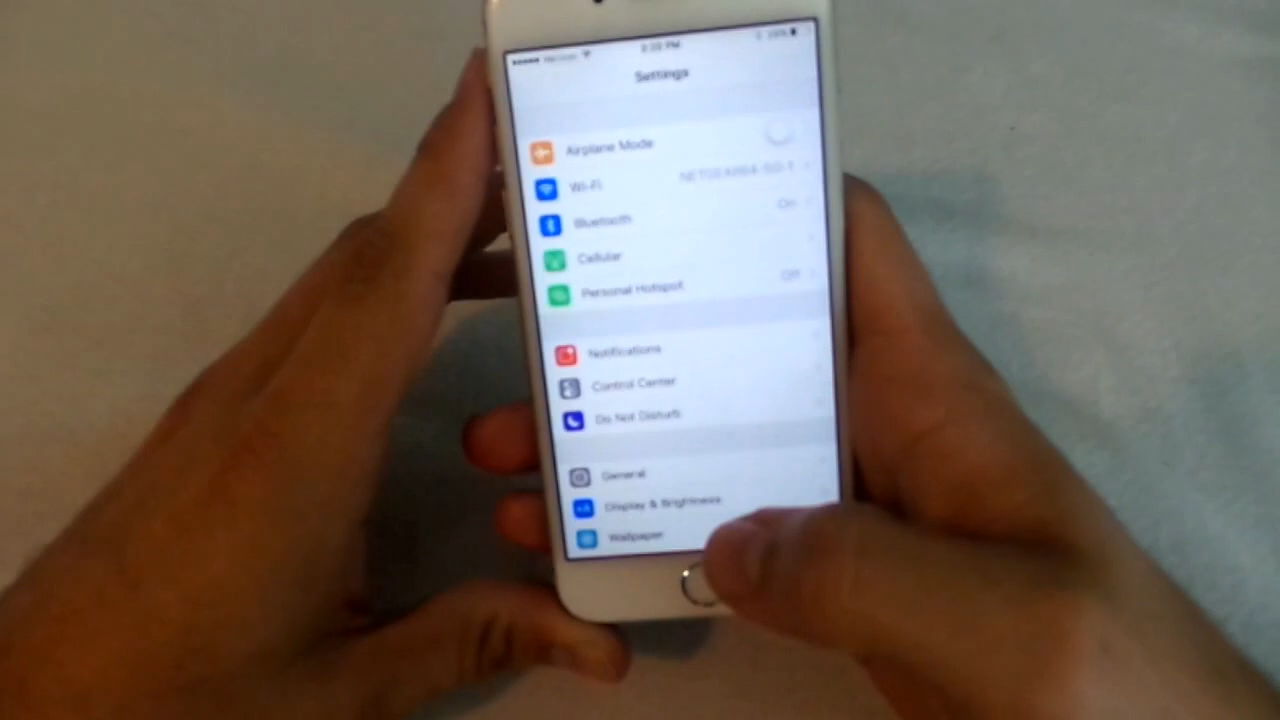 Settings
Airplane Mode
Wi-Fi
Bluetooth On
Cellular
Personal Hotspot Off
Notifications
Control Center
Do Not Disturb
General
Display & Brightness
Wallpaper